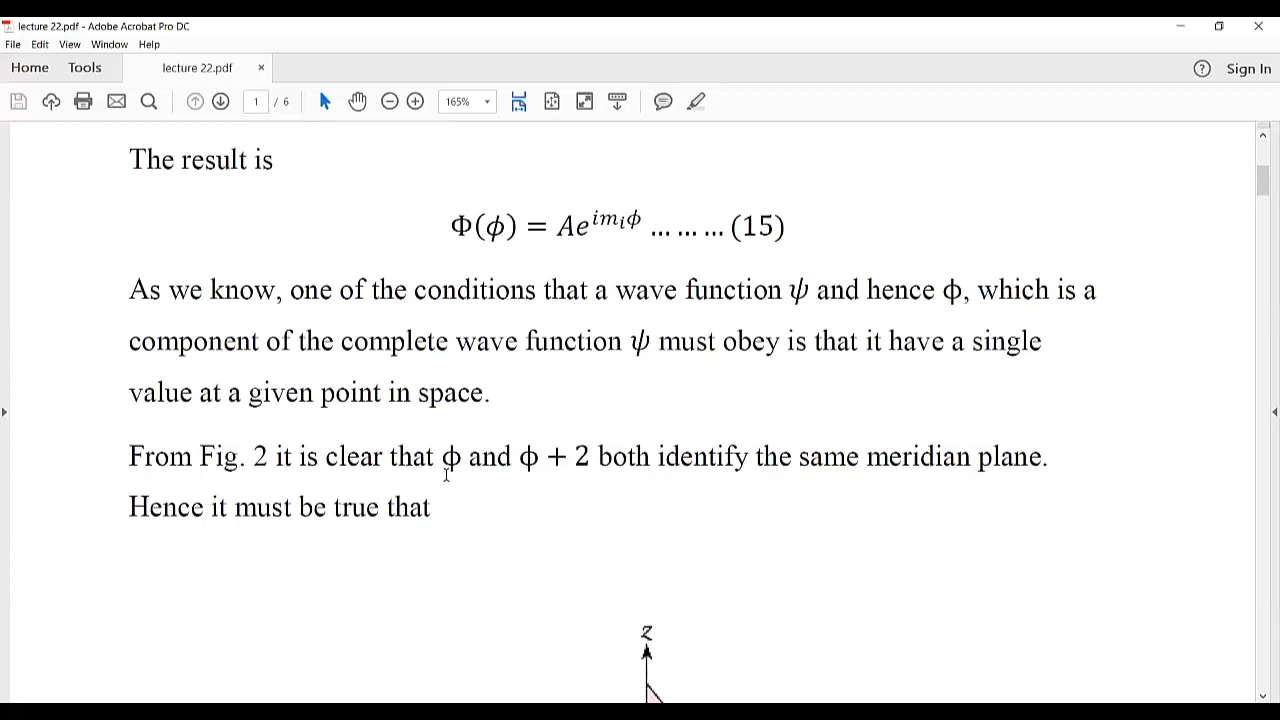 lecture 22.pdf - Adobe Acrobat Pro DC
File Edit View Window Help
Home Tools lecture 22.pdf × Sign In
1 / 6 165%
The result is
Φ(ϕ) = Ae^{im_iϕ} … … … (15)
As we know, one of the conditions that a wave function ψ and hence ϕ, which is a
component of the complete wave function ψ must obey is that it have a single
value at a given point in space.
From Fig. 2 it is clear that ϕ and ϕ + 2 both identify the same meridian plane.
Hence it must be true that
z